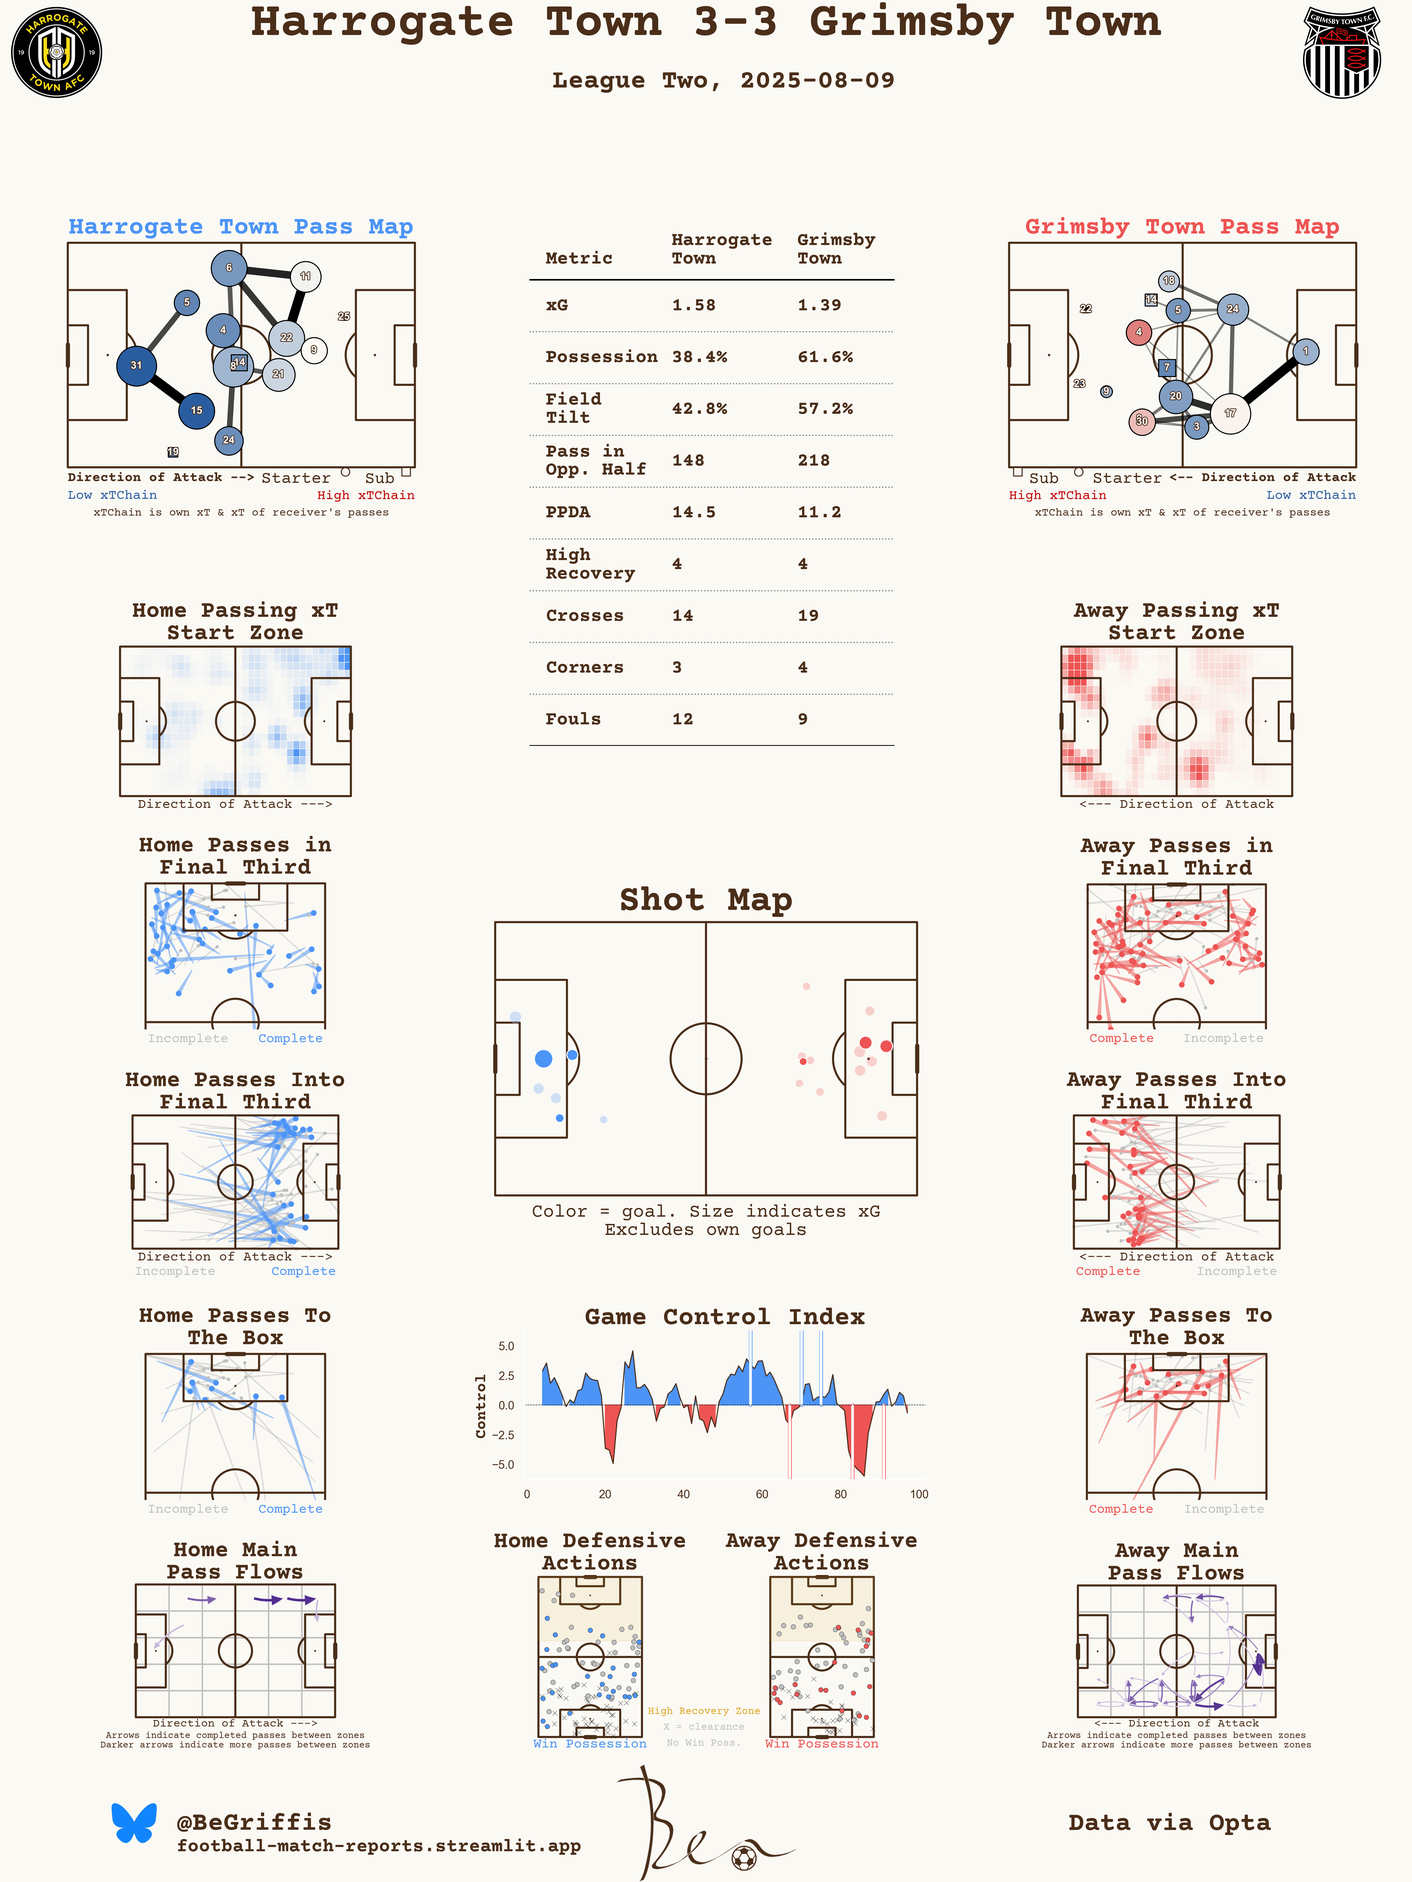 Harrogate Town 3-3 Grimsby Town
League Two, 2025-08-09
HARROGATE
19 19
TOWN AFC
GRIMSBY TOWN F.C.
Harrogate Town Pass Map
6
11
5
25
4
22
9
31
8
14
21
15
24
19
Direction of Attack --> Starter Sub
Low xTChain High xTChain
xTChain is own xT & xT of receiver's passes
Metric Harrogate Town Grimsby Town
xG 1.58 1.39
Possession 38.4% 61.6%
Field Tilt 42.8% 57.2%
Pass in Opp. Half 148 218
PPDA 14.5 11.2
High Recovery 4 4
Crosses 14 19
Corners 3 4
Fouls 12 9
Grimsby Town Pass Map
18
14
22
5
24
4
1
7
23
9
20
17
30
3
Sub Starter <-- Direction of Attack
High xTChain Low xTChain
xTChain is own xT & xT of receiver's passes
Home Passing xT
Start Zone
Direction of Attack --->
Away Passing xT
Start Zone
<--- Direction of Attack
Home Passes in
Final Third
Incomplete Complete
Away Passes in
Final Third
Complete Incomplete
Shot Map
Color = goal. Size indicates xG
Excludes own goals
Home Passes Into
Final Third
Direction of Attack --->
Incomplete Complete
Away Passes Into
Final Third
<--- Direction of Attack
Complete Incomplete
Home Passes To
The Box
Incomplete Complete
Game Control Index
Control
5.0
2.5
0.0
−2.5
−5.0
0 20 40 60 80 100
Away Passes To
The Box
Complete Incomplete
Home Main
Pass Flows
Direction of Attack --->
Arrows indicate completed passes between zones
Darker arrows indicate more passes between zones
Home Defensive
Actions
Win Possession
High Recovery Zone
X = clearance
No Win Poss.
Away Defensive
Actions
Win Possession
Away Main
Pass Flows
<--- Direction of Attack
Arrows indicate completed passes between zones
Darker arrows indicate more passes between zones
@BeGriffis
football-match-reports.streamlit.app
Ben
Data via Opta